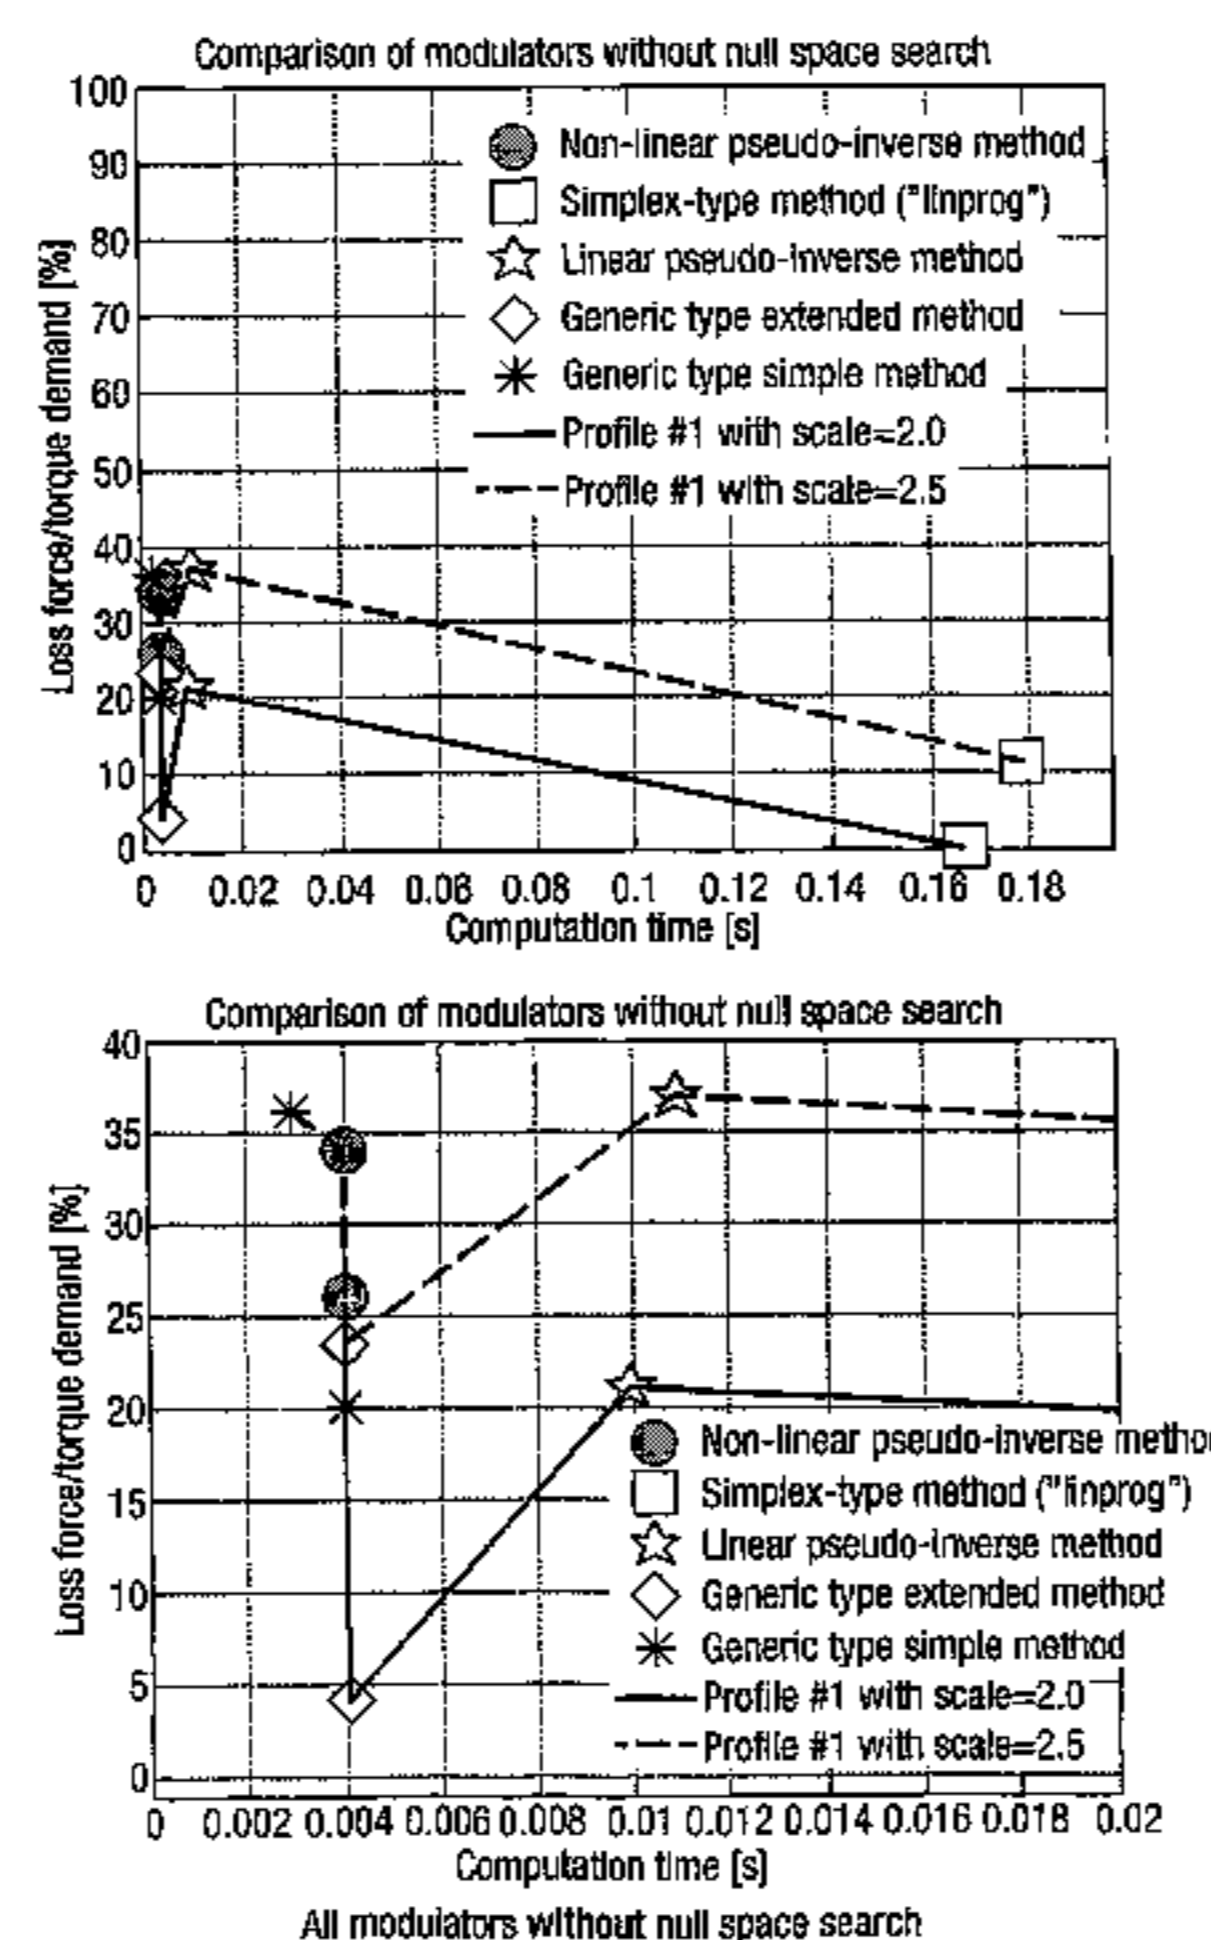 Comparison of modulators without null space search
100
90
80
70
60
50
40
30
20
10
0
Loss force/torque demand [%]
Non-linear pseudo-inverse method
Simplex-type method ("linprog")
Linear pseudo-inverse method
Generic type extended method
Generic type simple method
Profile #1 with scale=2.0
Profile #1 with scale=2.5
0 0.02 0.04 0.06 0.08 0.1 0.12 0.14 0.16 0.18
Computation time [s]
Comparison of modulators without null space search
40
35
30
25
20
15
10
5
0
Loss force/torque demand [%]
Non-linear pseudo-inverse metho
Simplex-type method ("linprog")
Linear pseudo-inverse method
Generic type extended method
Generic type simple method
Profile #1 with scale=2.0
Profile #1 with scale=2.5
0 0.002 0.004 0.006 0.008 0.01 0.012 0.014 0.016 0.018 0.02
Computation time [s]
All modulators without null space search